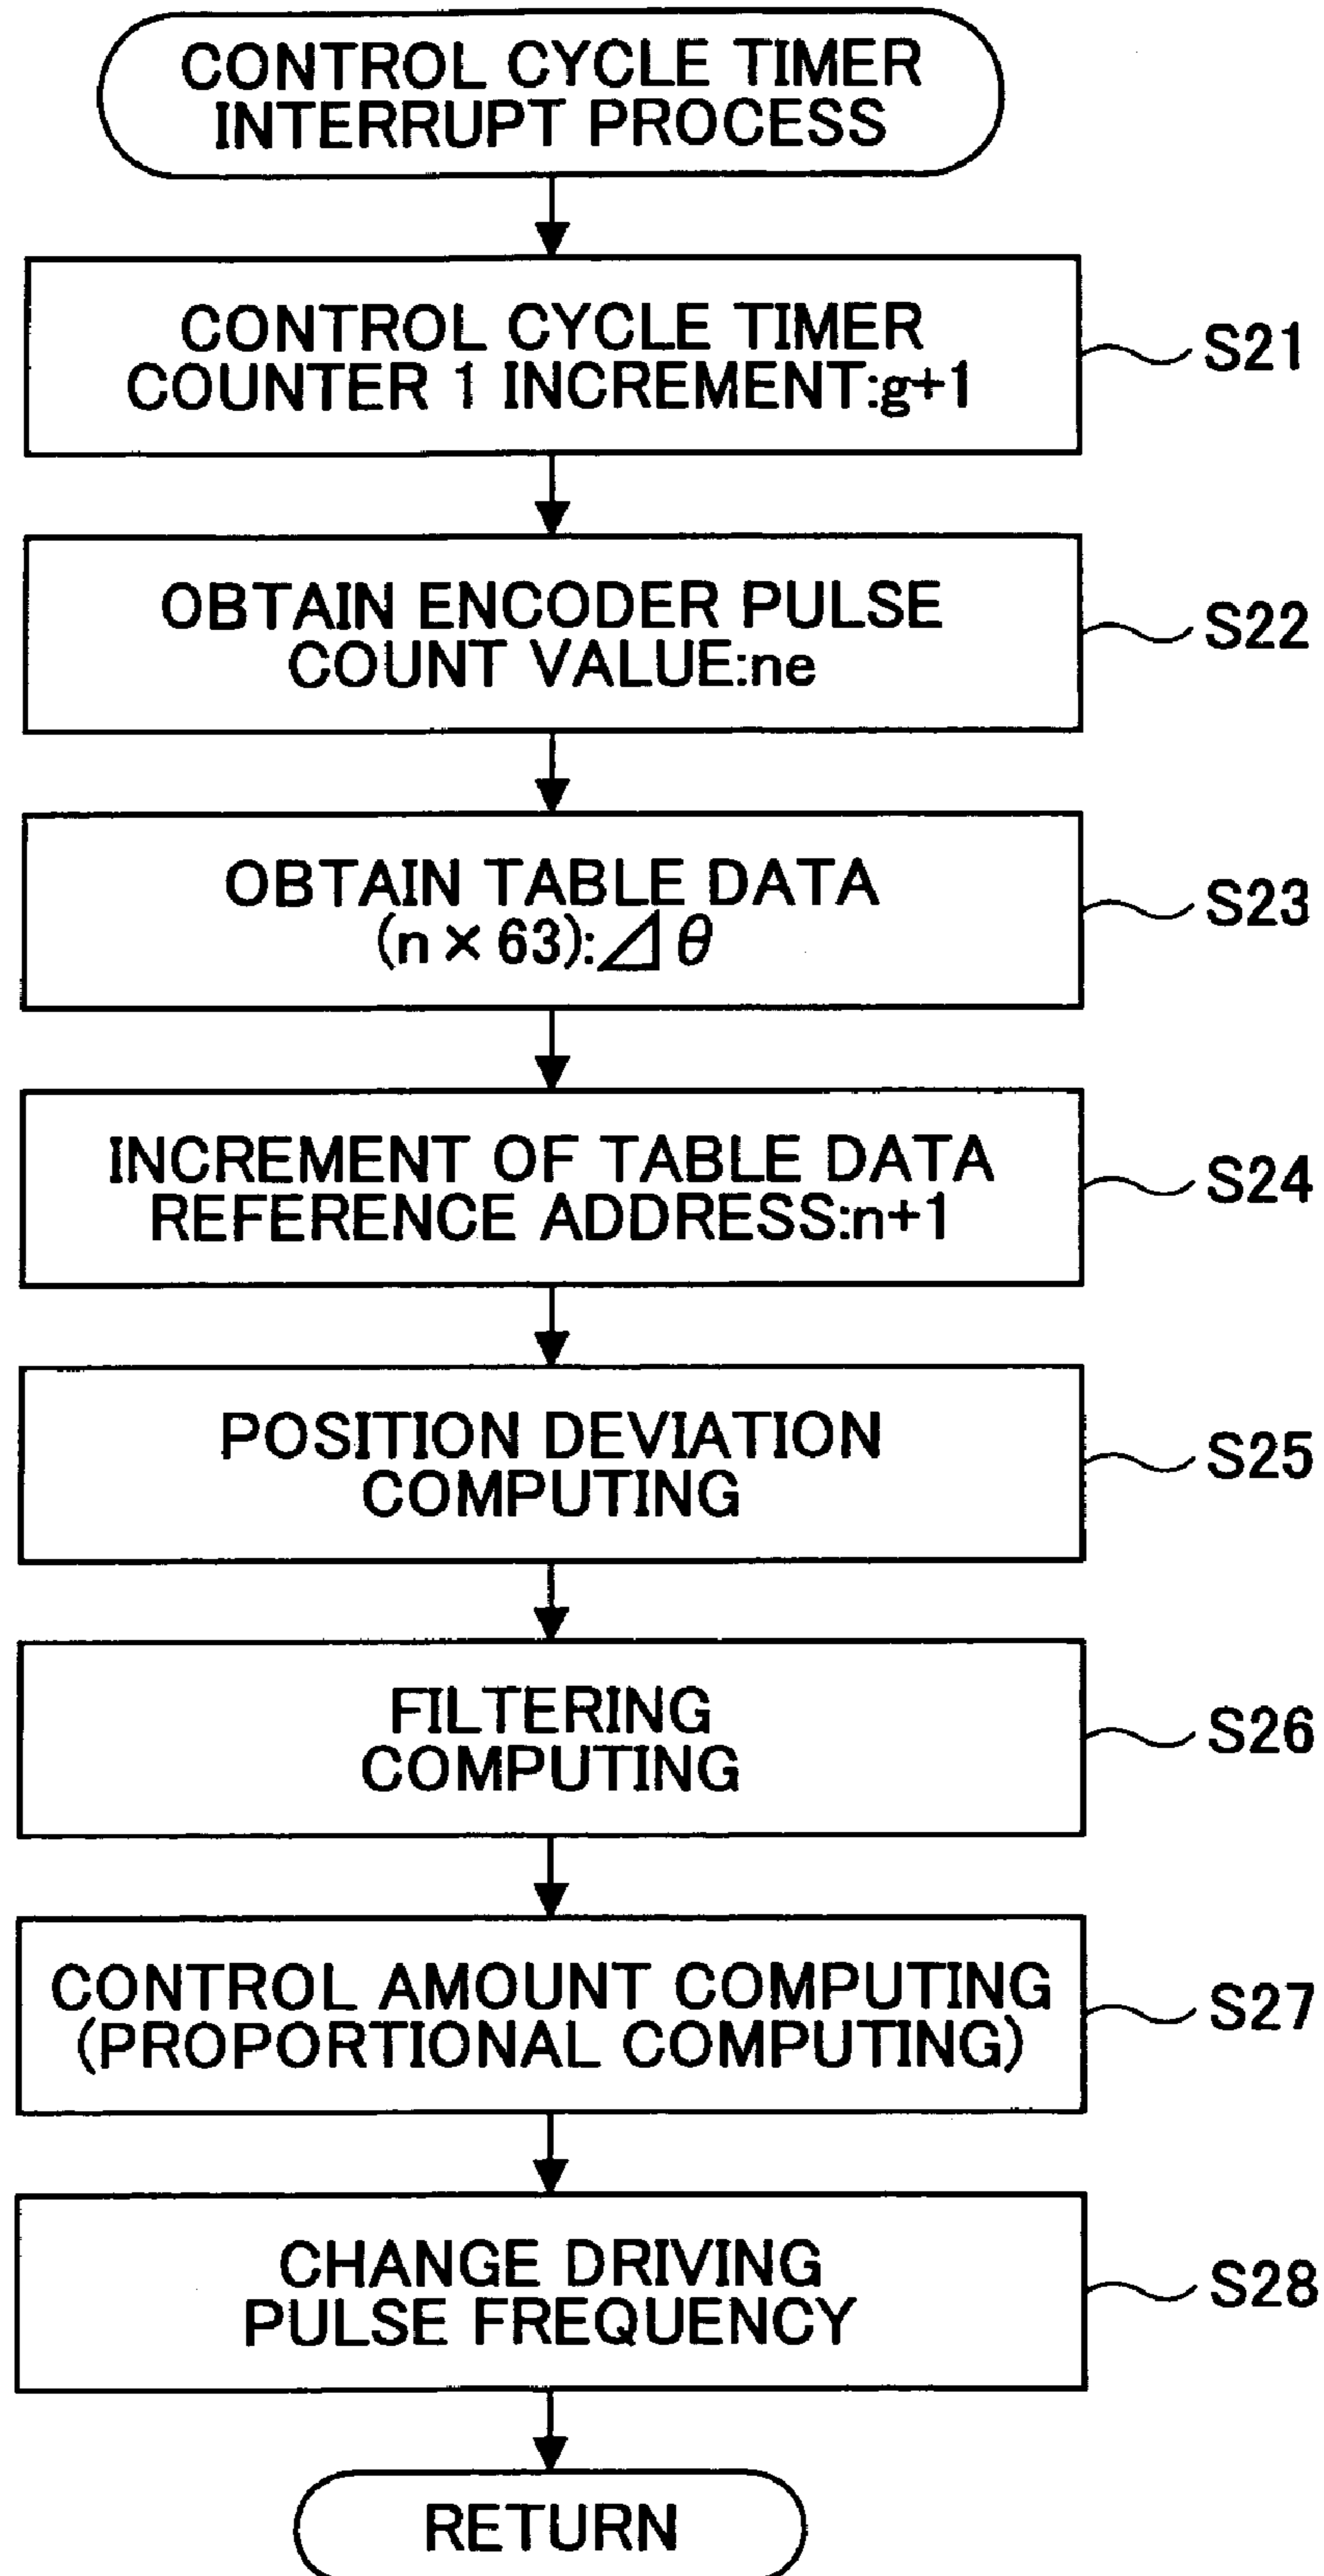 CONTROL CYCLE TIMER
INTERRUPT PROCESS
CONTROL CYCLE TIMER
COUNTER 1 INCREMENT:g+1
S21
OBTAIN ENCODER PULSE
COUNT VALUE:ne
S22
OBTAIN TABLE DATA
(n × 63):⊿θ
S23
INCREMENT OF TABLE DATA
REFERENCE ADDRESS:n+1
S24
POSITION DEVIATION
COMPUTING
S25
FILTERING
COMPUTING
S26
CONTROL AMOUNT COMPUTING
(PROPORTIONAL COMPUTING)
S27
CHANGE DRIVING
PULSE FREQUENCY
S28
RETURN